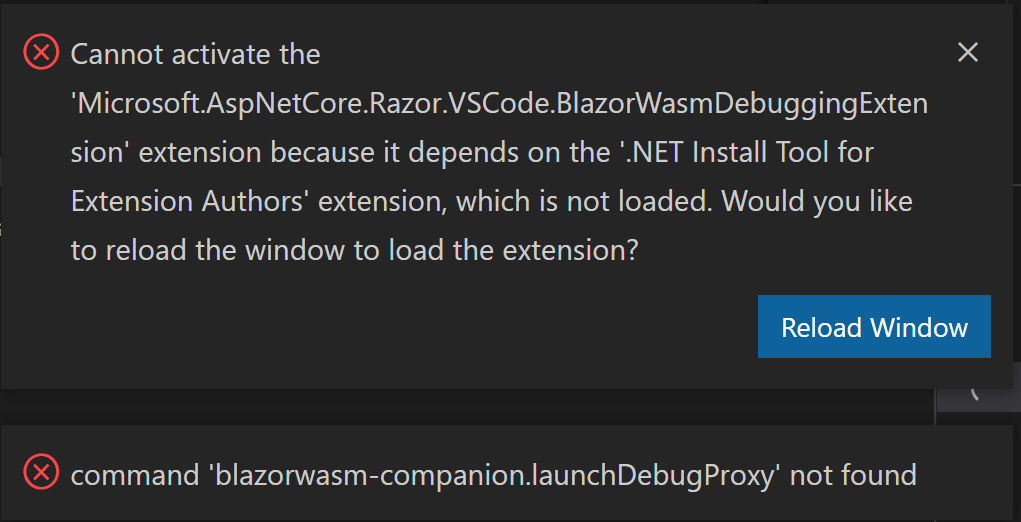 Cannot activate the
'Microsoft.AspNetCore.Razor.VSCode.BlazorWasmDebuggingExten
sion' extension because it depends on the '.NET Install Tool for
Extension Authors' extension, which is not loaded. Would you like
to reload the window to load the extension?
Reload Window
command 'blazorwasm-companion.launchDebugProxy' not found